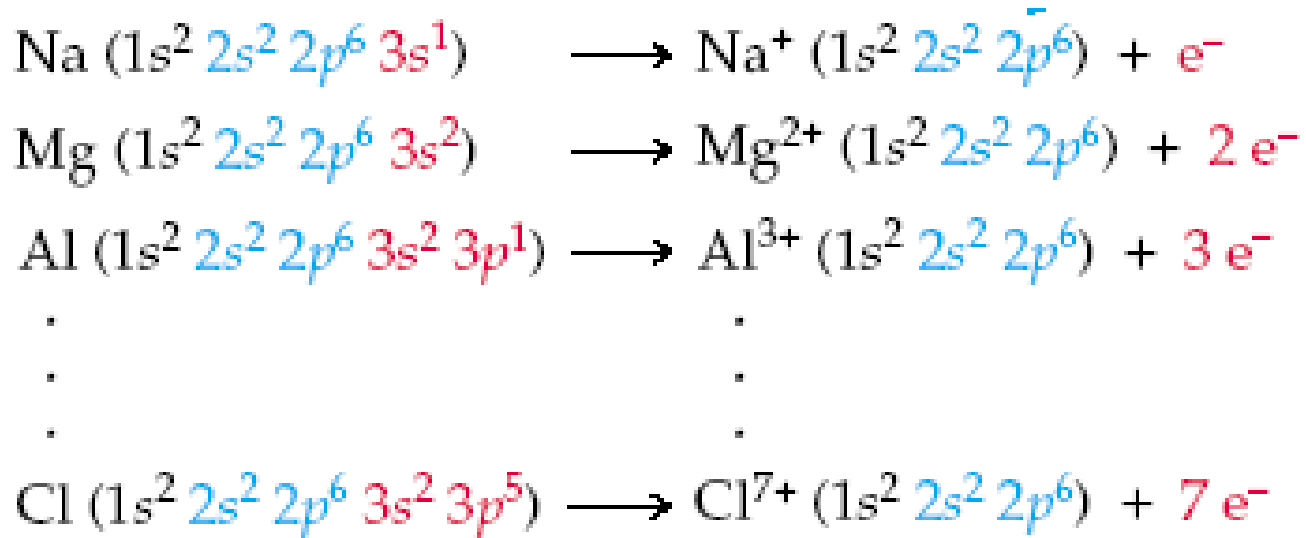 Na (1s² 2s² 2p⁶ 3s¹) ⟶ Na⁺ (1s² 2s² 2p⁶) + e⁻
Mg (1s² 2s² 2p⁶ 3s²) ⟶ Mg²⁺ (1s² 2s² 2p⁶) + 2 e⁻
Al (1s² 2s² 2p⁶ 3s² 3p¹) ⟶ Al³⁺ (1s² 2s² 2p⁶) + 3 e⁻
. .
. .
. .
Cl (1s² 2s² 2p⁶ 3s² 3p⁵) ⟶ Cl⁷⁺ (1s² 2s² 2p⁶) + 7 e⁻